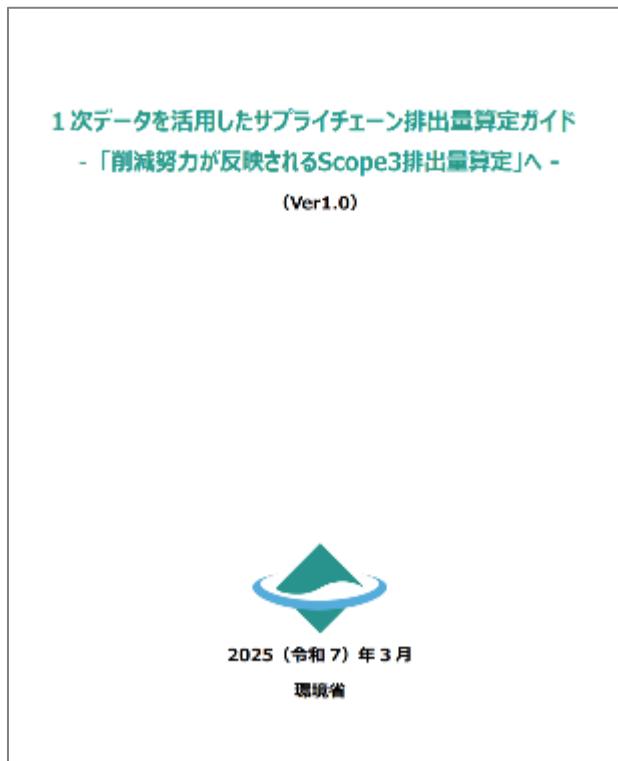 1次データを活用したサプライチェーン排出量算定ガイド
-「削減努力が反映されるScope3排出量算定」へ -
（Ver1.0）
2025（令和7）年3月
環境省